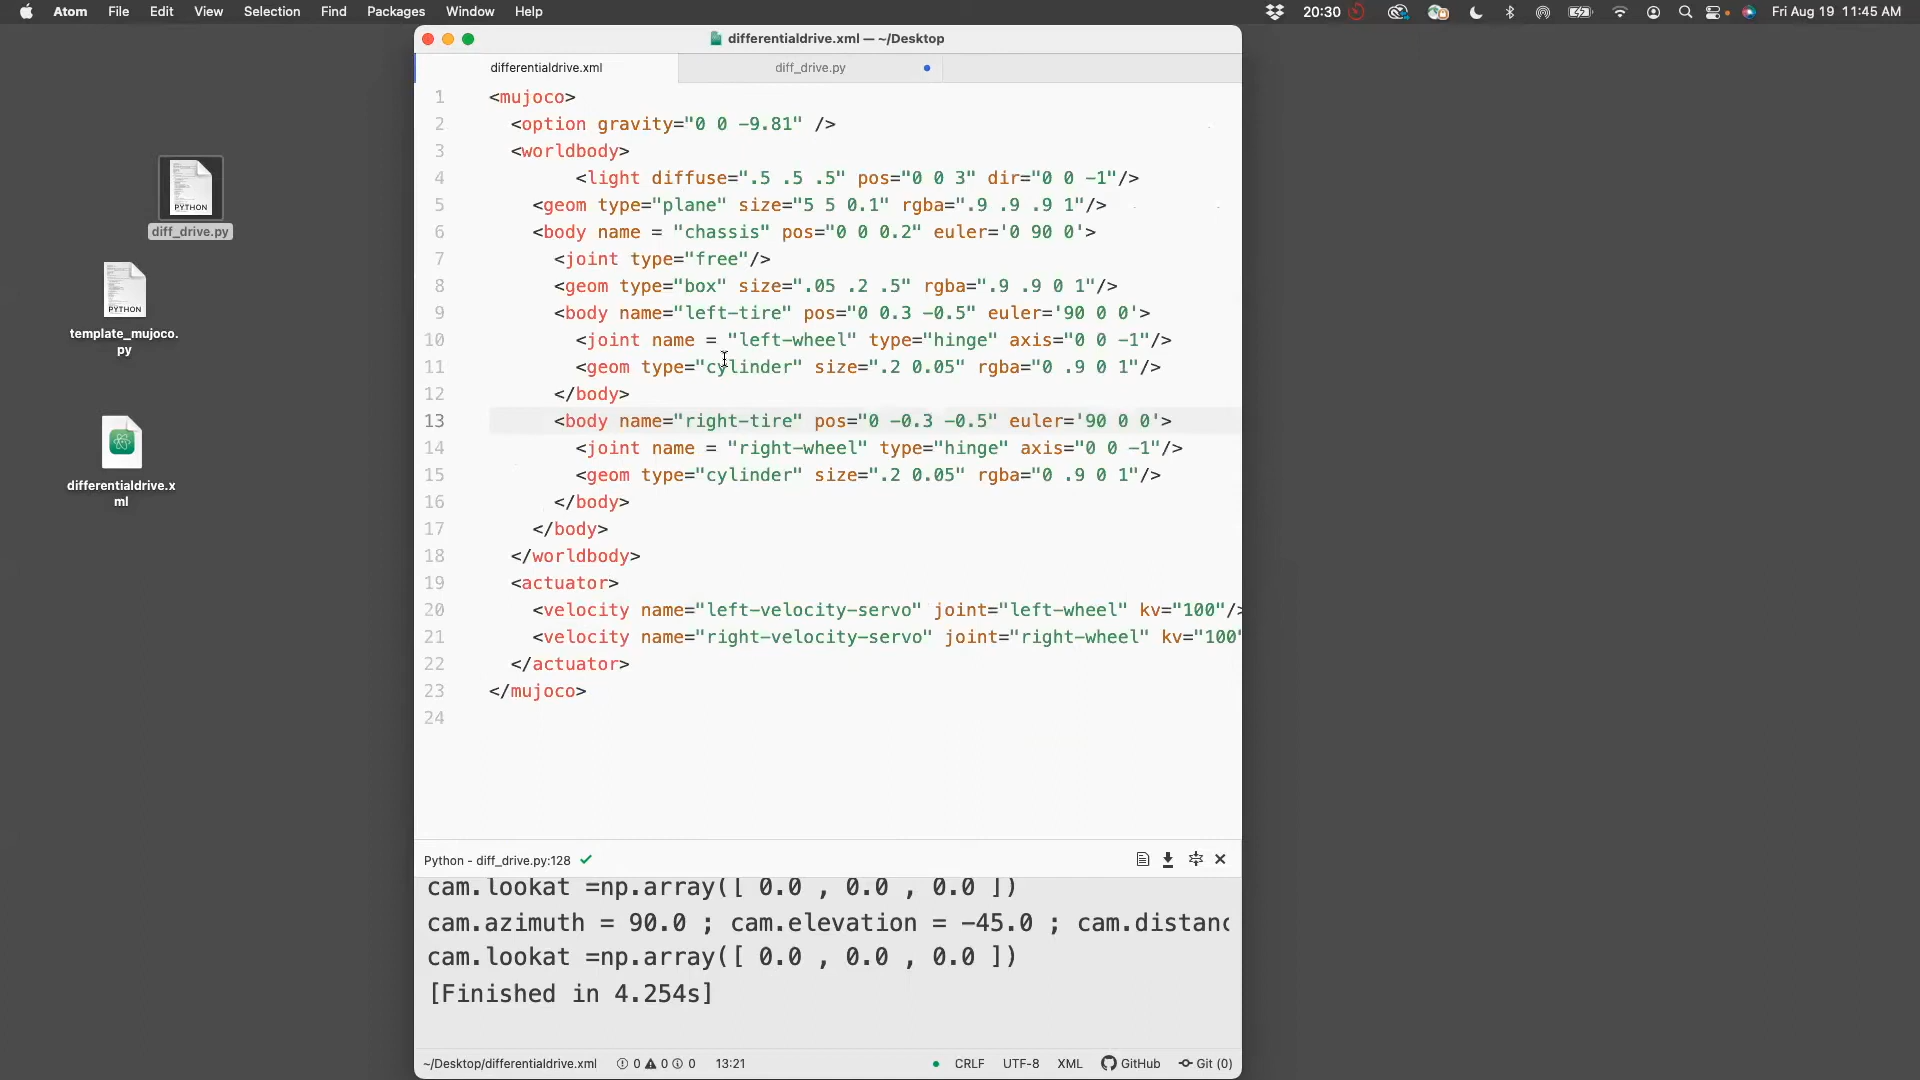 Atom File Edit View Selection Find Packages Window Help 20:30 Fri Aug 19 11:45 AM
differentialdrive.xml — ~/Desktop
differentialdrive.xml diff_drive.py
1 <mujoco>
2 <option gravity="0 0 -9.81" />
3 <worldbody>
4 <light diffuse=".5 .5 .5" pos="0 0 3" dir="0 0 -1"/>
5 <geom type="plane" size="5 5 0.1" rgba=".9 .9 .9 1"/>
6 <body name = "chassis" pos="0 0 0.2" euler='0 90 0'>
7 <joint type="free"/>
8 <geom type="box" size=".05 .2 .5" rgba=".9 .9 0 1"/>
9 <body name="left-tire" pos="0 0.3 -0.5" euler='90 0 0'>
10 <joint name = "left-wheel" type="hinge" axis="0 0 -1"/>
11 <geom type="cylinder" size=".2 0.05" rgba="0 .9 0 1"/>
12 </body>
13 <body name="right-tire" pos="0 -0.3 -0.5" euler='90 0 0'>
14 <joint name = "right-wheel" type="hinge" axis="0 0 -1"/>
15 <geom type="cylinder" size=".2 0.05" rgba="0 .9 0 1"/>
16 </body>
17 </body>
18 </worldbody>
19 <actuator>
20 <velocity name="left-velocity-servo" joint="left-wheel" kv="100"/>
21 <velocity name="right-velocity-servo" joint="right-wheel" kv="100"
22 </actuator>
23 </mujoco>
24
PYTHON
diff_drive.py
PYTHON
template_mujoco.
py
differentialdrive.x
ml
Python - diff_drive.py:128
cam.lookat =np.array([ 0.0 , 0.0 , 0.0 ])
cam.azimuth = 90.0 ; cam.elevation = -45.0 ; cam.distanc
cam.lookat =np.array([ 0.0 , 0.0 , 0.0 ])
[Finished in 4.254s]
~/Desktop/differentialdrive.xml 0 0 0 13:21 CRLF UTF-8 XML GitHub Git (0)